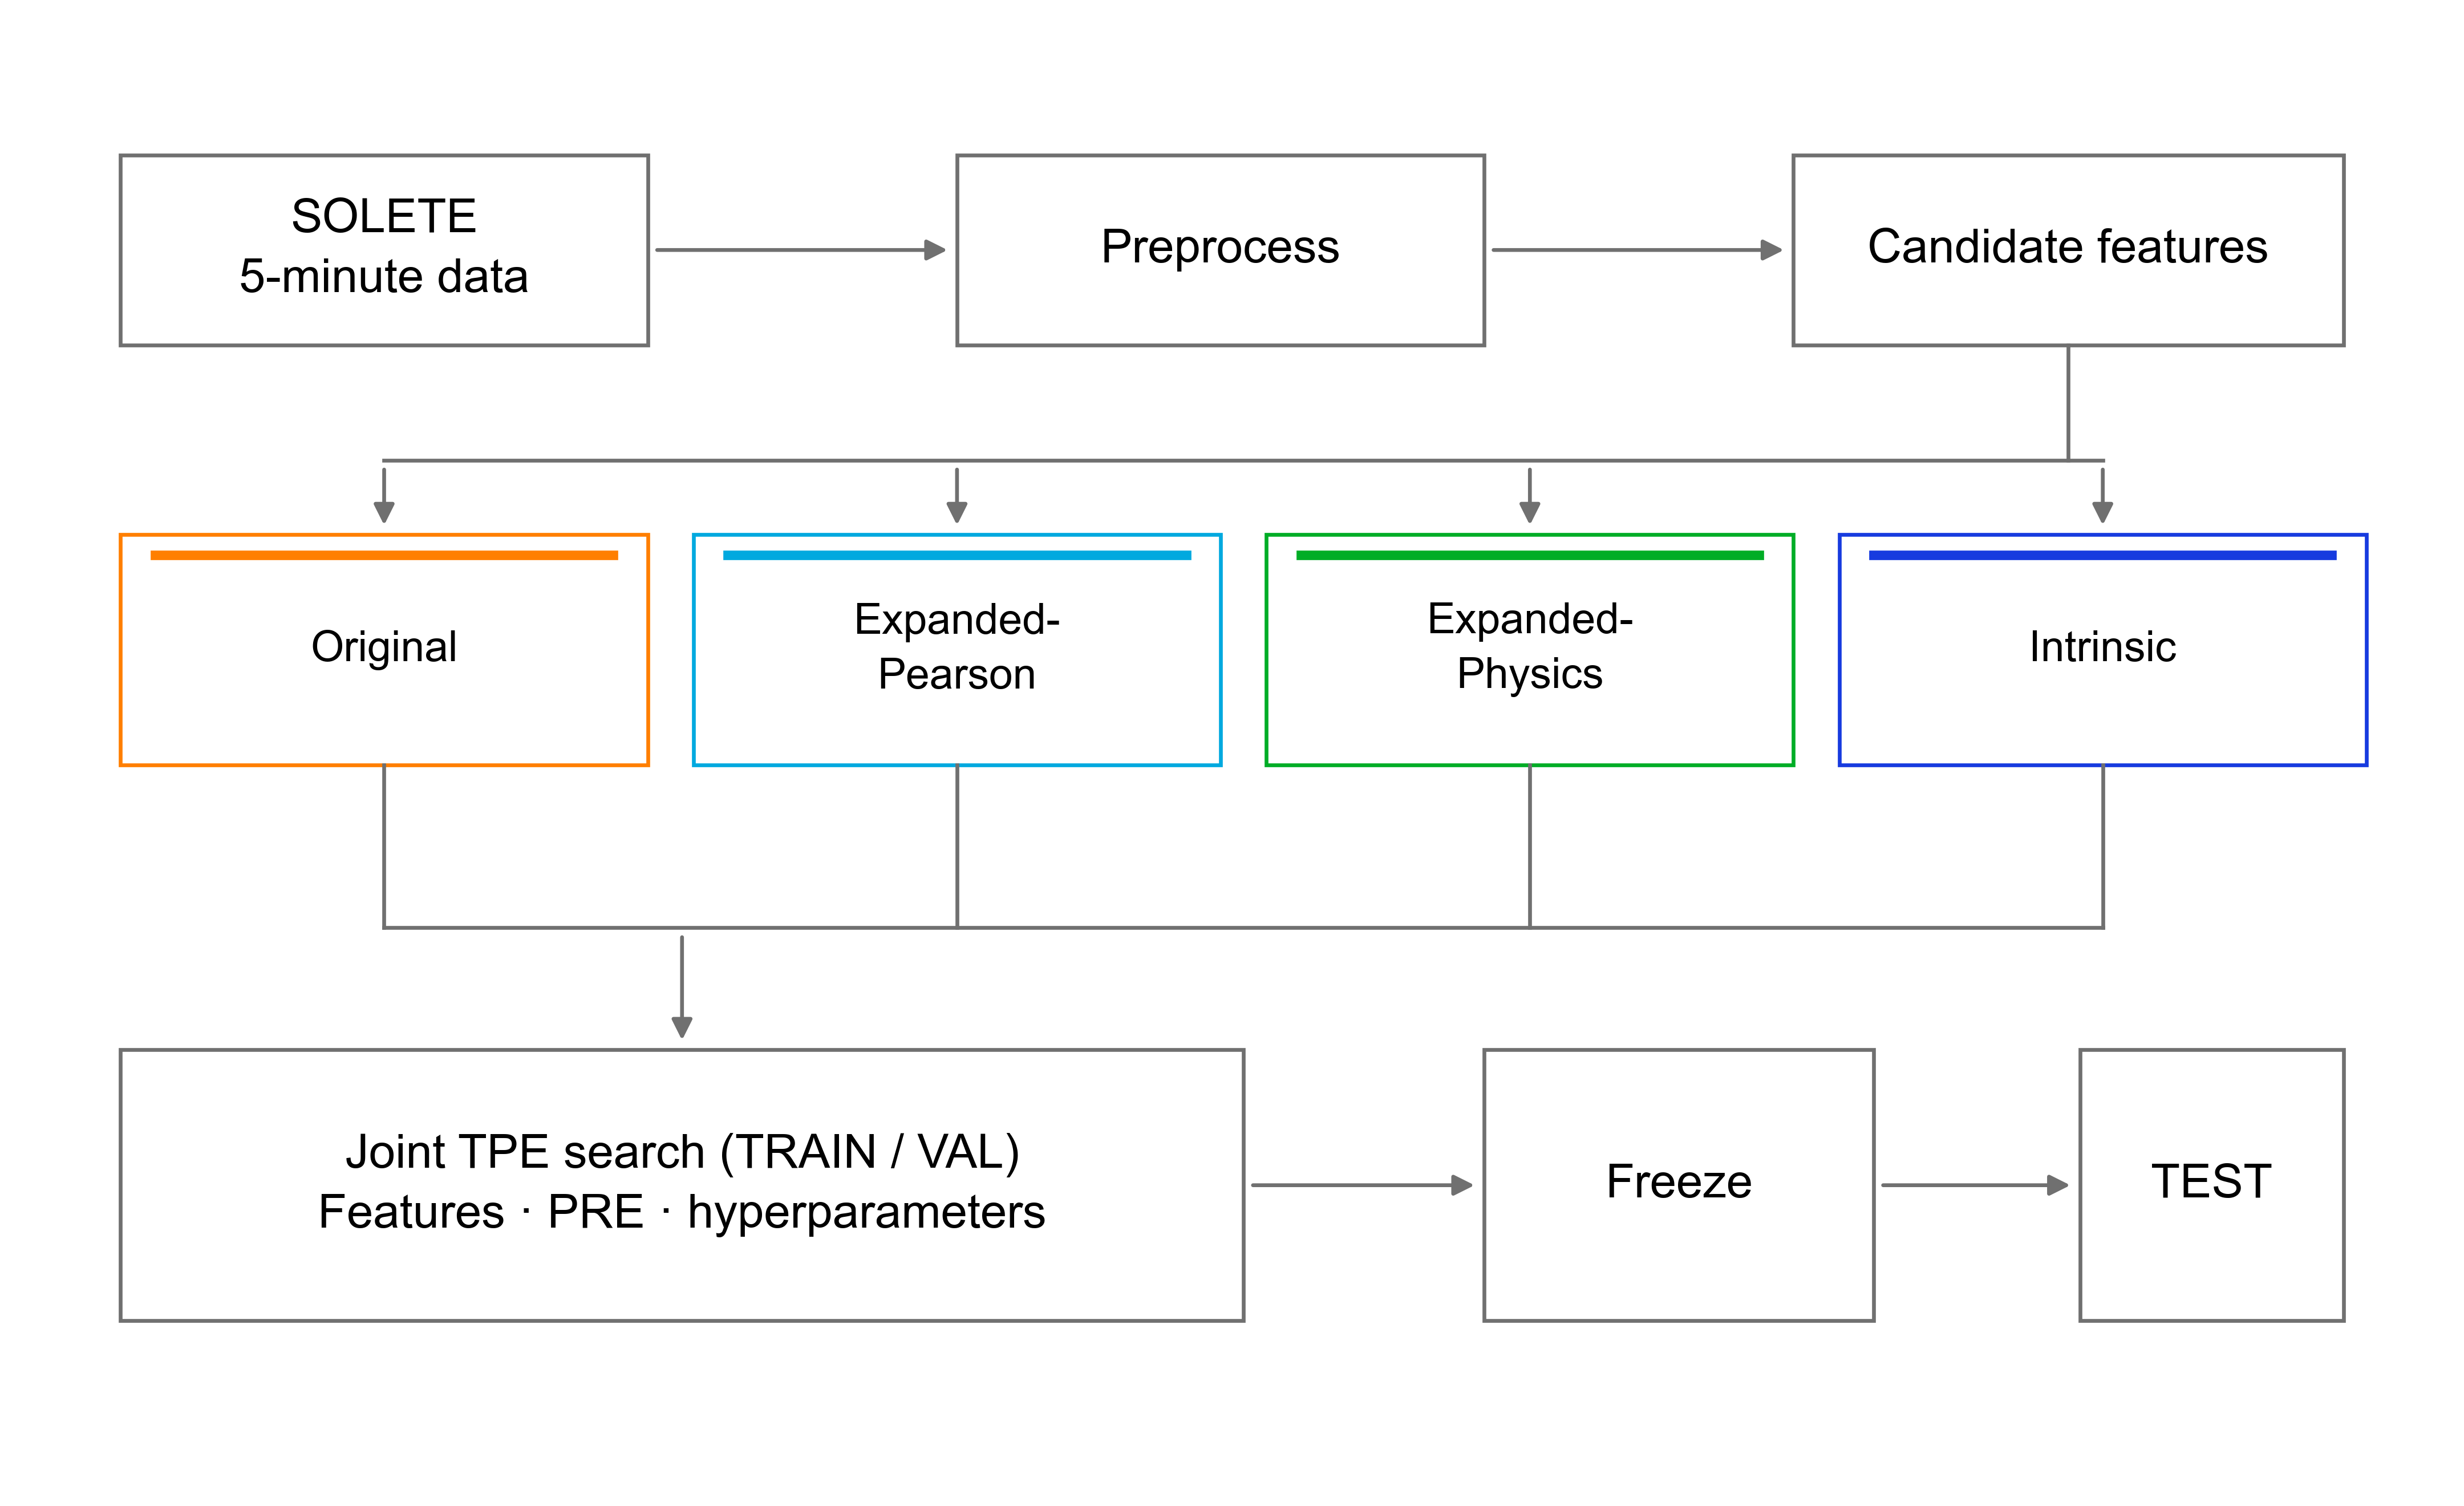 SOLETE
5-minute data
Preprocess
Candidate features
Original
Expanded-
Pearson
Expanded-
Physics
Intrinsic
Joint TPE search (TRAIN / VAL)
Features · PRE · hyperparameters
Freeze
TEST